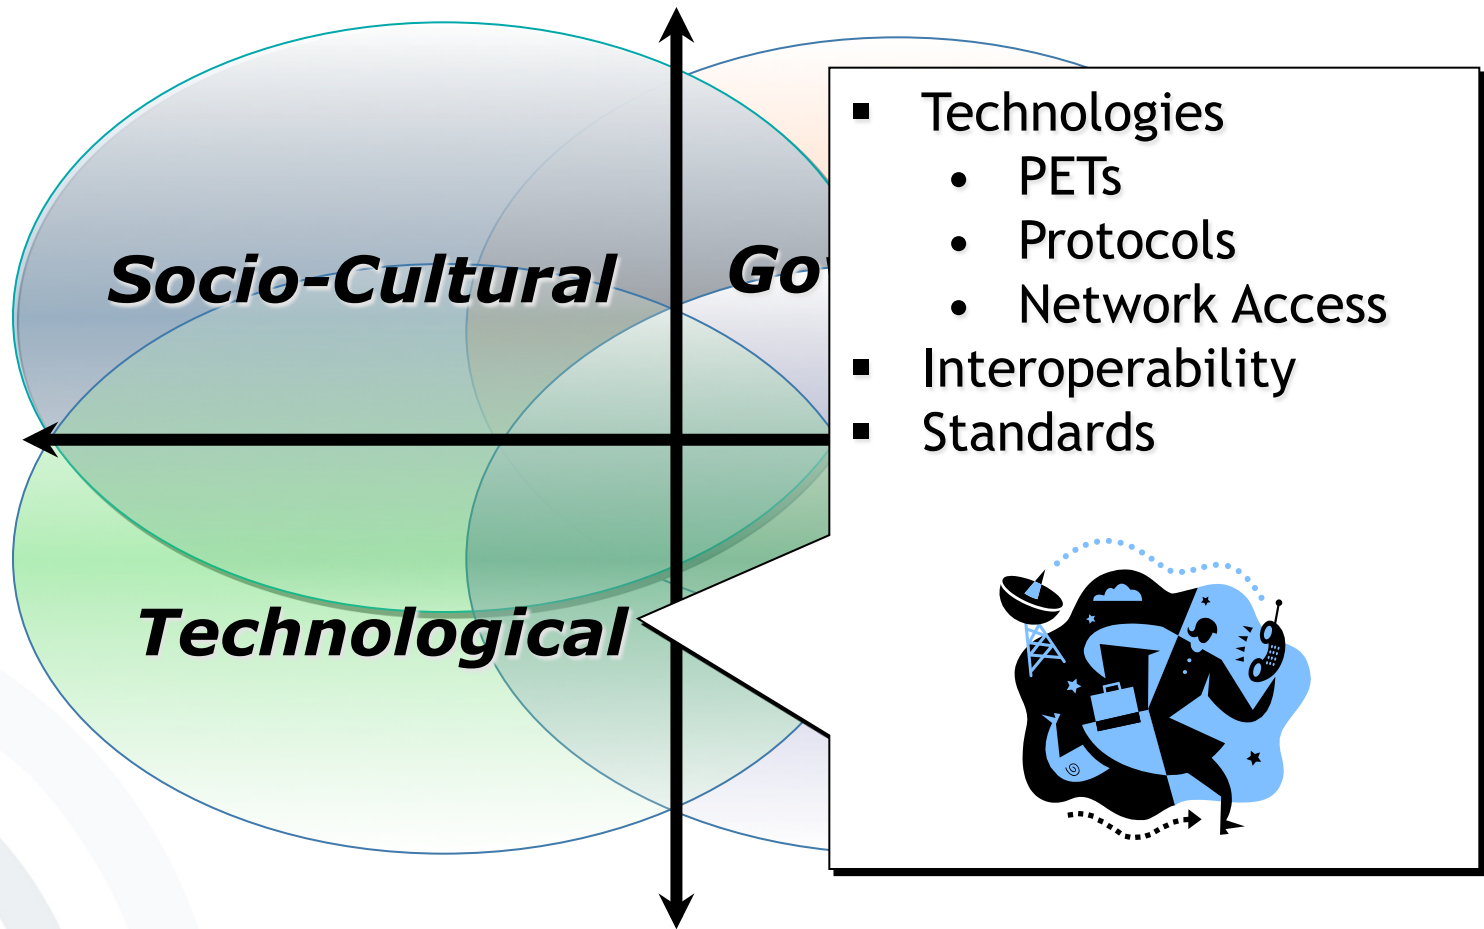 Socio-Cultural
Technological
▪ Technologies
• PETs
• Protocols
• Network Access
▪ Interoperability
▪ Standards